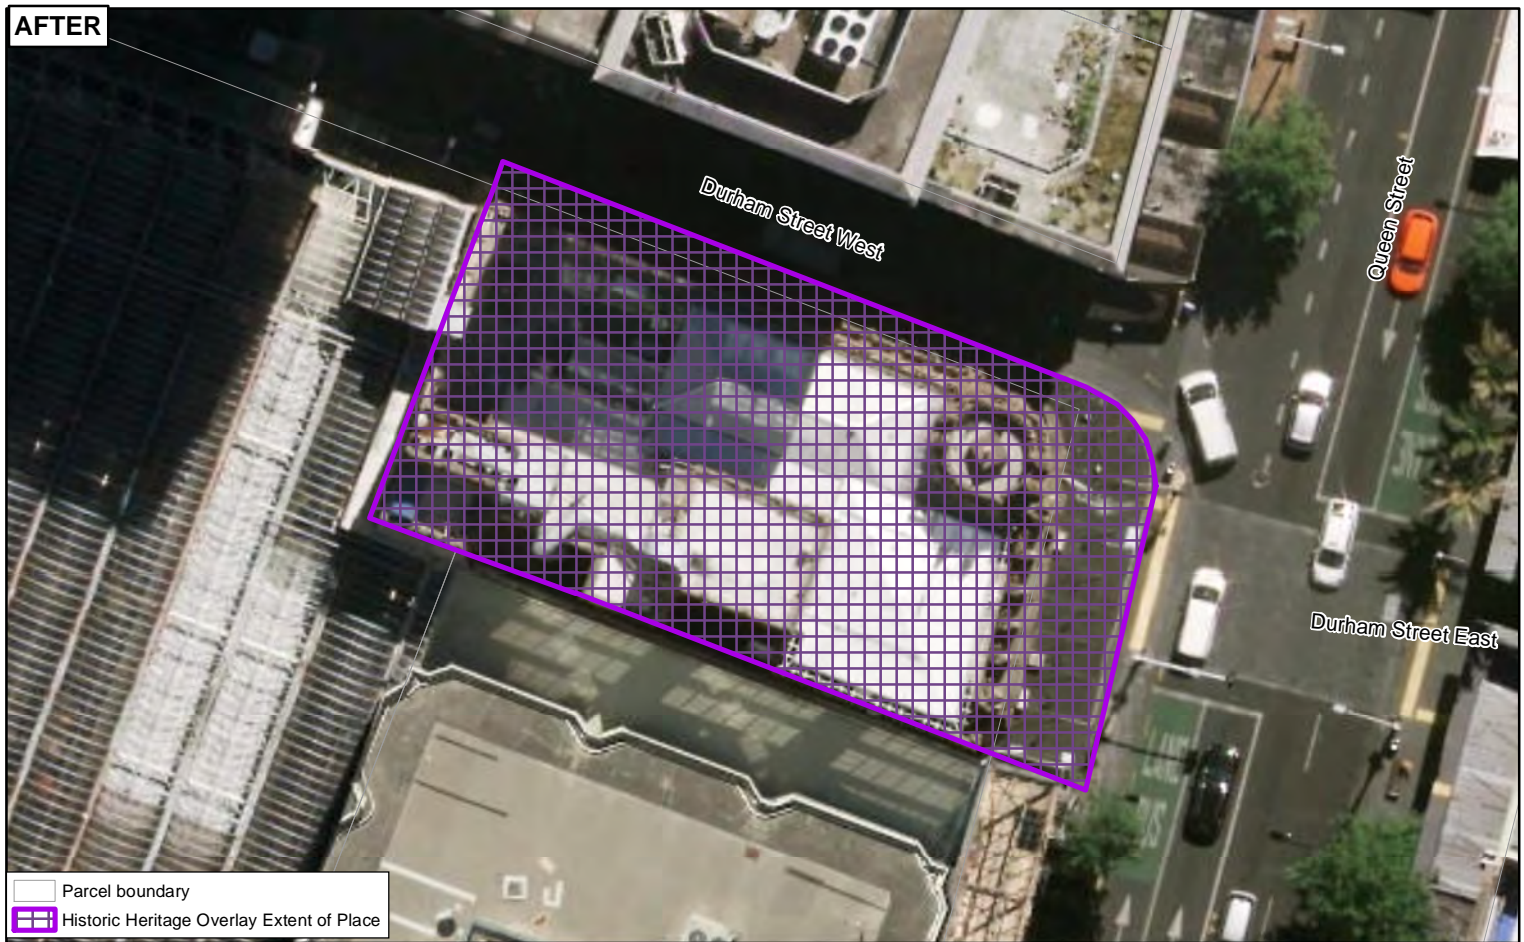 AFTER
Durham Street West
Queen Street
Durham Street East
Parcel boundary
Historic Heritage Overlay Extent of Place